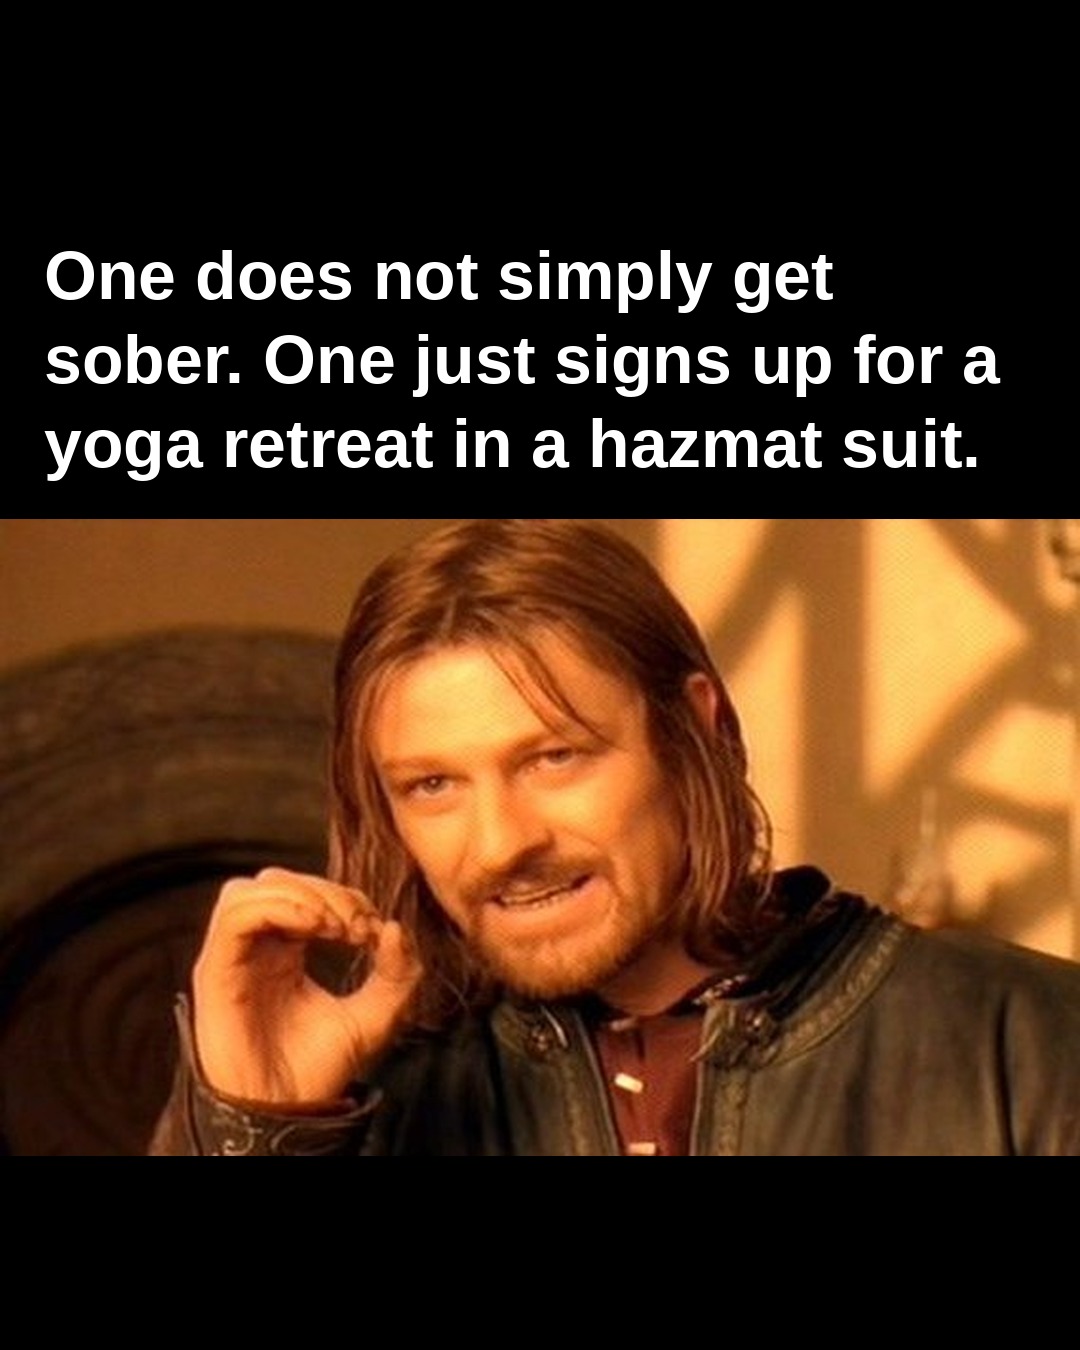 One does not simply get
sober. One just signs up for a
yoga retreat in a hazmat suit.